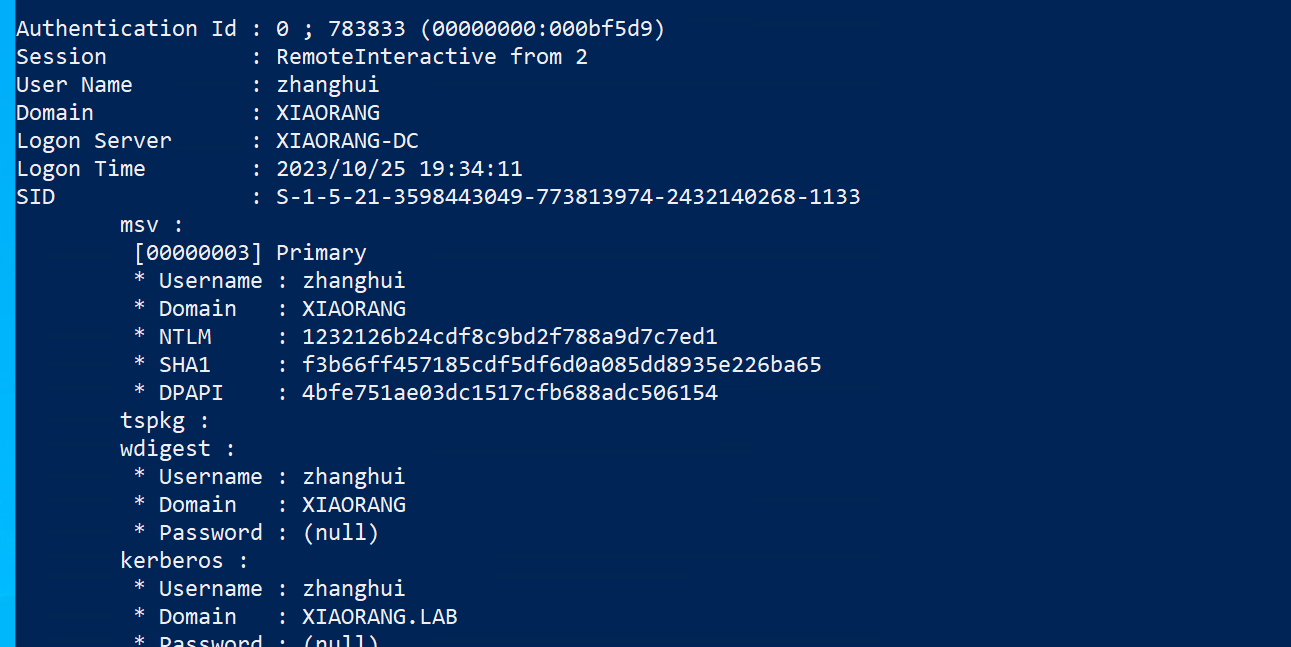 Authentication Id : 0 ; 783833 (00000000:000bf5d9)
Session           : RemoteInteractive from 2
User Name         : zhanghui
Domain            : XIAORANG
Logon Server      : XIAORANG-DC
Logon Time        : 2023/10/25 19:34:11
SID               : S-1-5-21-3598443049-773813974-2432140268-1133
        msv :
         [00000003] Primary
         * Username : zhanghui
         * Domain   : XIAORANG
         * NTLM     : 1232126b24cdf8c9bd2f788a9d7c7ed1
         * SHA1     : f3b66ff457185cdf5df6d0a085dd8935e226ba65
         * DPAPI    : 4bfe751ae03dc1517cfb688adc506154
        tspkg :
        wdigest :
         * Username : zhanghui
         * Domain   : XIAORANG
         * Password : (null)
        kerberos :
         * Username : zhanghui
         * Domain   : XIAORANG.LAB
         * Password : (null)